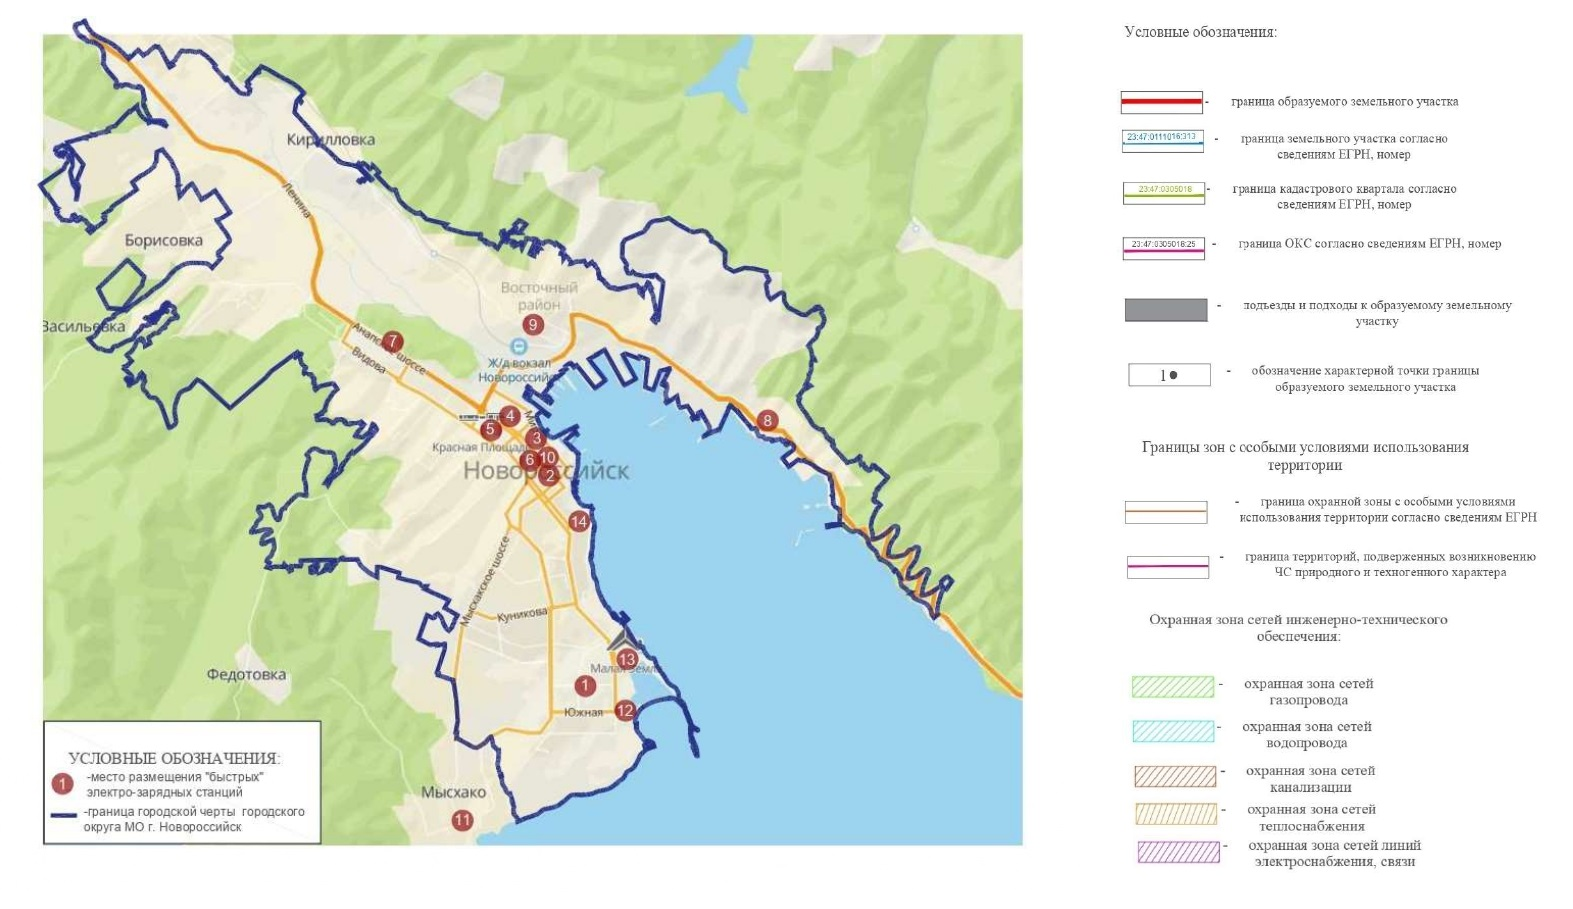 Кирилловка
Ленина
Борисовка
Васильевка
Восточный
район
9
7
Анапское шоссе
Видова
Ж/д вокзал
Новороссийск
4
5
8
3
Красная Площадь
6
10
Новороссийск
2
14
Мысхакское шоссе
Куникова
13
Малая Земля
Федотовка
1
12
Южная
Мысхако
11
УСЛОВНЫЕ ОБОЗНАЧЕНИЯ:
1
-место размещения "быстрых"
электро-зарядных станций
-граница городской черты городского
округа МО г. Новороссийск
Условные обозначения:
- граница образуемого земельного участка
23:47:0111016:313 - граница земельного участка согласно
сведениям ЕГРН, номер
23:47:0305018 - граница кадастрового квартала согласно
сведениям ЕГРН, номер
23:47:0305018:25 - граница ОКС согласно сведениям ЕГРН, номер
- подъезды и подходы к образуемому земельному
участку
1 - обозначение характерной точки границы
образуемого земельного участка
Границы зон с особыми условиями использования
территории
- граница охранной зоны с особыми условиями
использования территории согласно сведениям ЕГРН
- граница территорий, подверженных возникновению
ЧС природного и техногенного характера
Охранная зона сетей инженерно-технического
обеспечения:
- охранная зона сетей
газопровода
- охранная зона сетей
водопровода
- охранная зона сетей
канализации
- охранная зона сетей
теплоснабжения
- охранная зона сетей линий
электроснабжения, связи